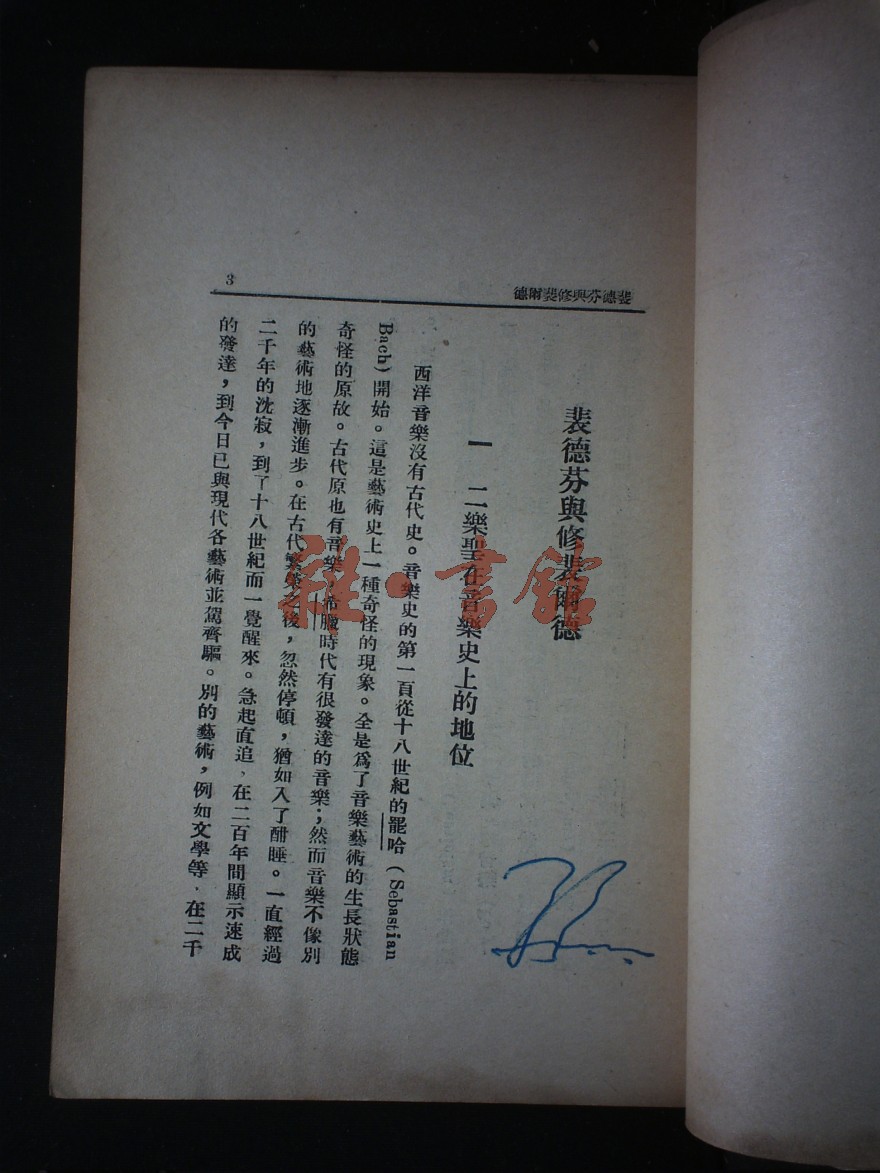 裴德芬與修裴爾德
3
裴德芬與修裴爾德
一　二樂聖在音樂史上的地位
西洋音樂沒有古代史。音樂史的第一頁從十八世紀的罷哈（Sebastian
Bach）開始。這是藝術史上一種奇怪的現象。全是爲了音樂藝術的生長狀態
奇怪的原故。古代原也有音樂，希臘時代有很發達的音樂；然而音樂不像別
的藝術地逐漸進步。在古代繁榮之後，忽然停頓，猶如入了酣睡。一直經過
二千年的沈寂，到了十八世紀而一覺醒來。急起直追、在二百年間顯示速成
的發達，到今日已與現代各藝術並駕齊驅。別的藝術，例如文學等、在二千
雜·書館